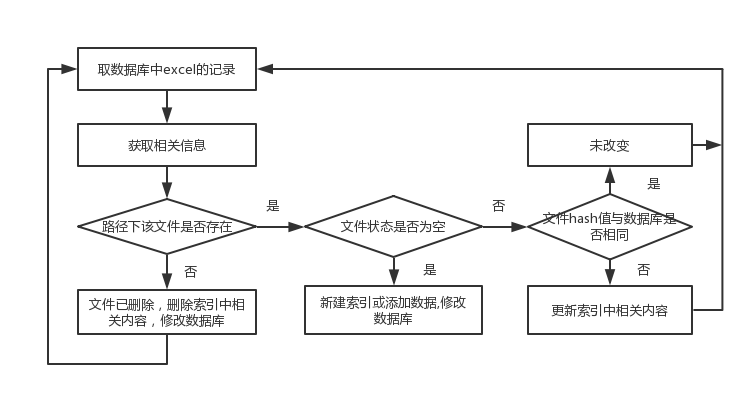 取数据库中excel的记录
获取相关信息
未改变
是
是
否
路径下该文件是否存在
文件状态是否为空
文件hash值与数据库是
否相同
否
是
否
文件已删除，删除索引中相
关内容，修改数据库
新建索引或添加数据,修改
数据库
更新索引中相关内容